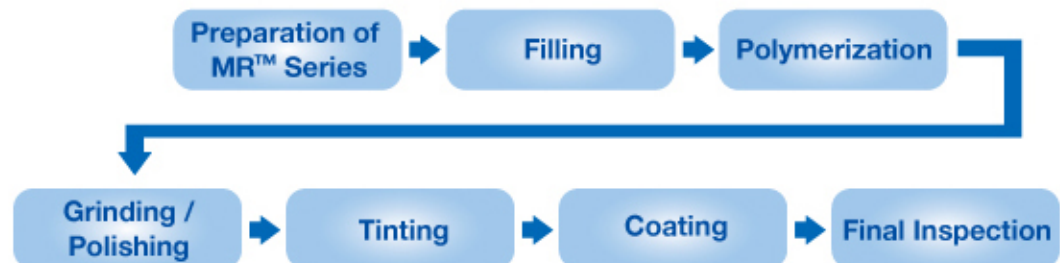 Preparation of
MR™ Series
Filling
Polymerization
Grinding /
Polishing
Tinting
Coating
Final Inspection